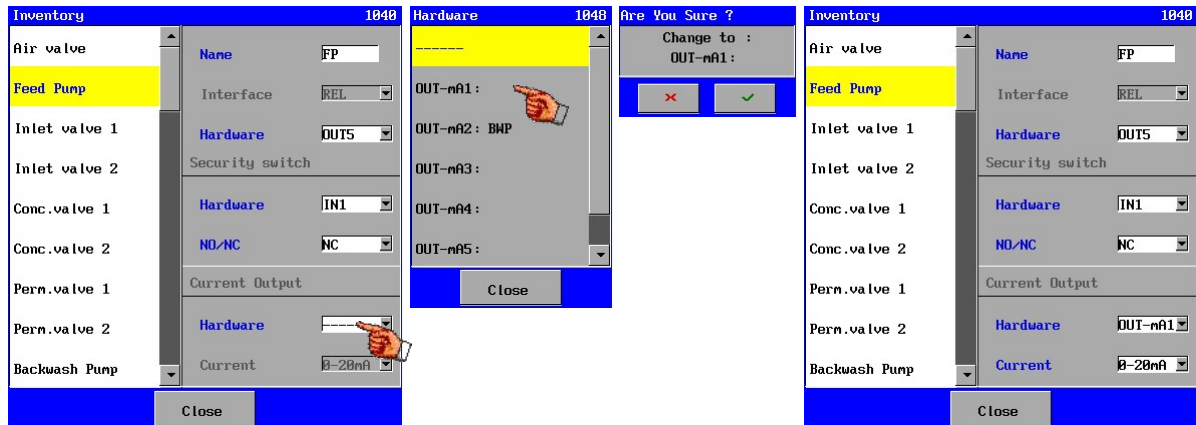 Inventory 1040
Air valve
Feed Pump
Inlet valve 1
Inlet valve 2
Conc.valve 1
Conc.valve 2
Perm.valve 1
Perm.valve 2
Backwash Pump
Name FP
Interface REL
Hardware OUT5
Security switch
Hardware IN1
NO/NC NC
Current Output
Hardware ----
Current 0-20mA
Close
Hardware 1048
------
OUT-mA1:
OUT-mA2: BWP
OUT-mA3:
OUT-mA4:
OUT-mA5:
Close
Are You Sure ?
Change to :
OUT-mA1:
Inventory 1040
Air valve
Feed Pump
Inlet valve 1
Inlet valve 2
Conc.valve 1
Conc.valve 2
Perm.valve 1
Perm.valve 2
Backwash Pump
Name FP
Interface REL
Hardware OUT5
Security switch
Hardware IN1
NO/NC NC
Current Output
Hardware OUT-mA1
Current 0-20mA
Close